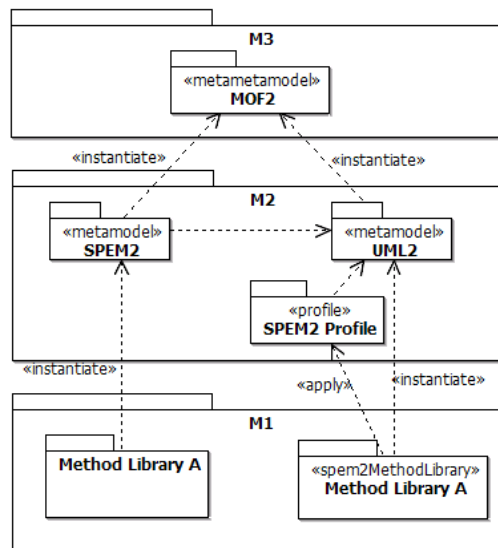 M3
«metametamodel»
MOF2
«instantiate»
«instantiate»
M2
«metamodel»
SPEM2
«metamodel»
UML2
«profile»
SPEM2 Profile
«instantiate»
«apply»
«instantiate»
M1
Method Library A
«spem2MethodLibrary»
Method Library A